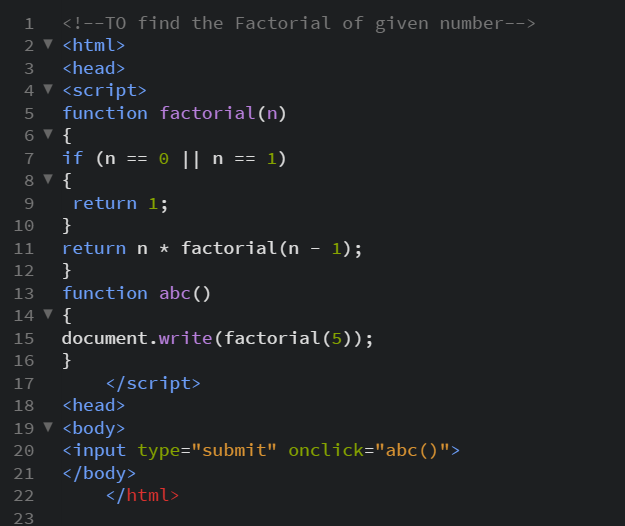 1 <!--TO find the Factorial of given number-->
2 <html>
3 <head>
4 <script>
5 function factorial(n)
6 {
7 if (n == 0 || n == 1)
8 {
9  return 1;
10 }
11 return n * factorial(n - 1);
12 }
13 function abc()
14 {
15 document.write(factorial(5));
16 }
17     </script>
18 <head>
19 <body>
20 <input type="submit" onclick="abc()">
21 </body>
22     </html>
23